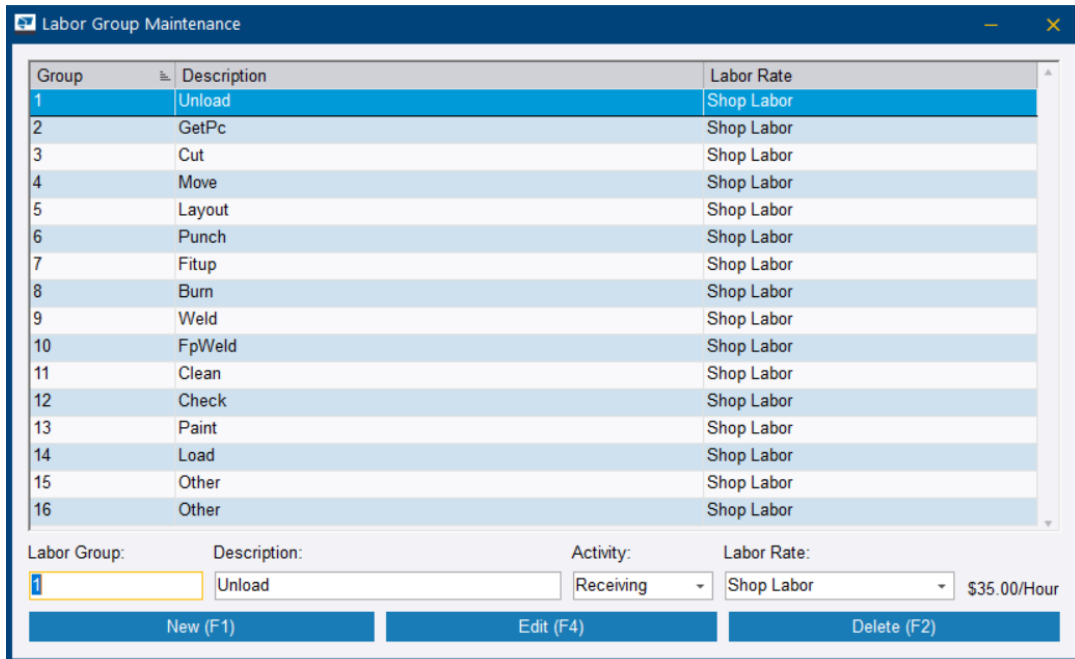 Labor Group Maintenance
Group Description Labor Rate
1 Unload Shop Labor
2 GetPc Shop Labor
3 Cut Shop Labor
4 Move Shop Labor
5 Layout Shop Labor
6 Punch Shop Labor
7 Fitup Shop Labor
8 Burn Shop Labor
9 Weld Shop Labor
10 FpWeld Shop Labor
11 Clean Shop Labor
12 Check Shop Labor
13 Paint Shop Labor
14 Load Shop Labor
15 Other Shop Labor
16 Other Shop Labor
Labor Group: Description: Activity: Labor Rate:
1 Unload Receiving Shop Labor $35.00/Hour
New (F1) Edit (F4) Delete (F2)